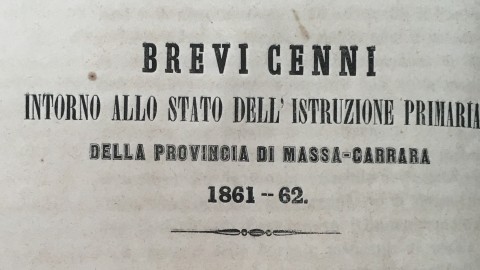 BREVI CENNI
INTORNO ALLO STATO DELL' ISTRUZIONE PRIMARIA
DELLA PROVINCIA DI MASSA-CARRARA
1861--62.